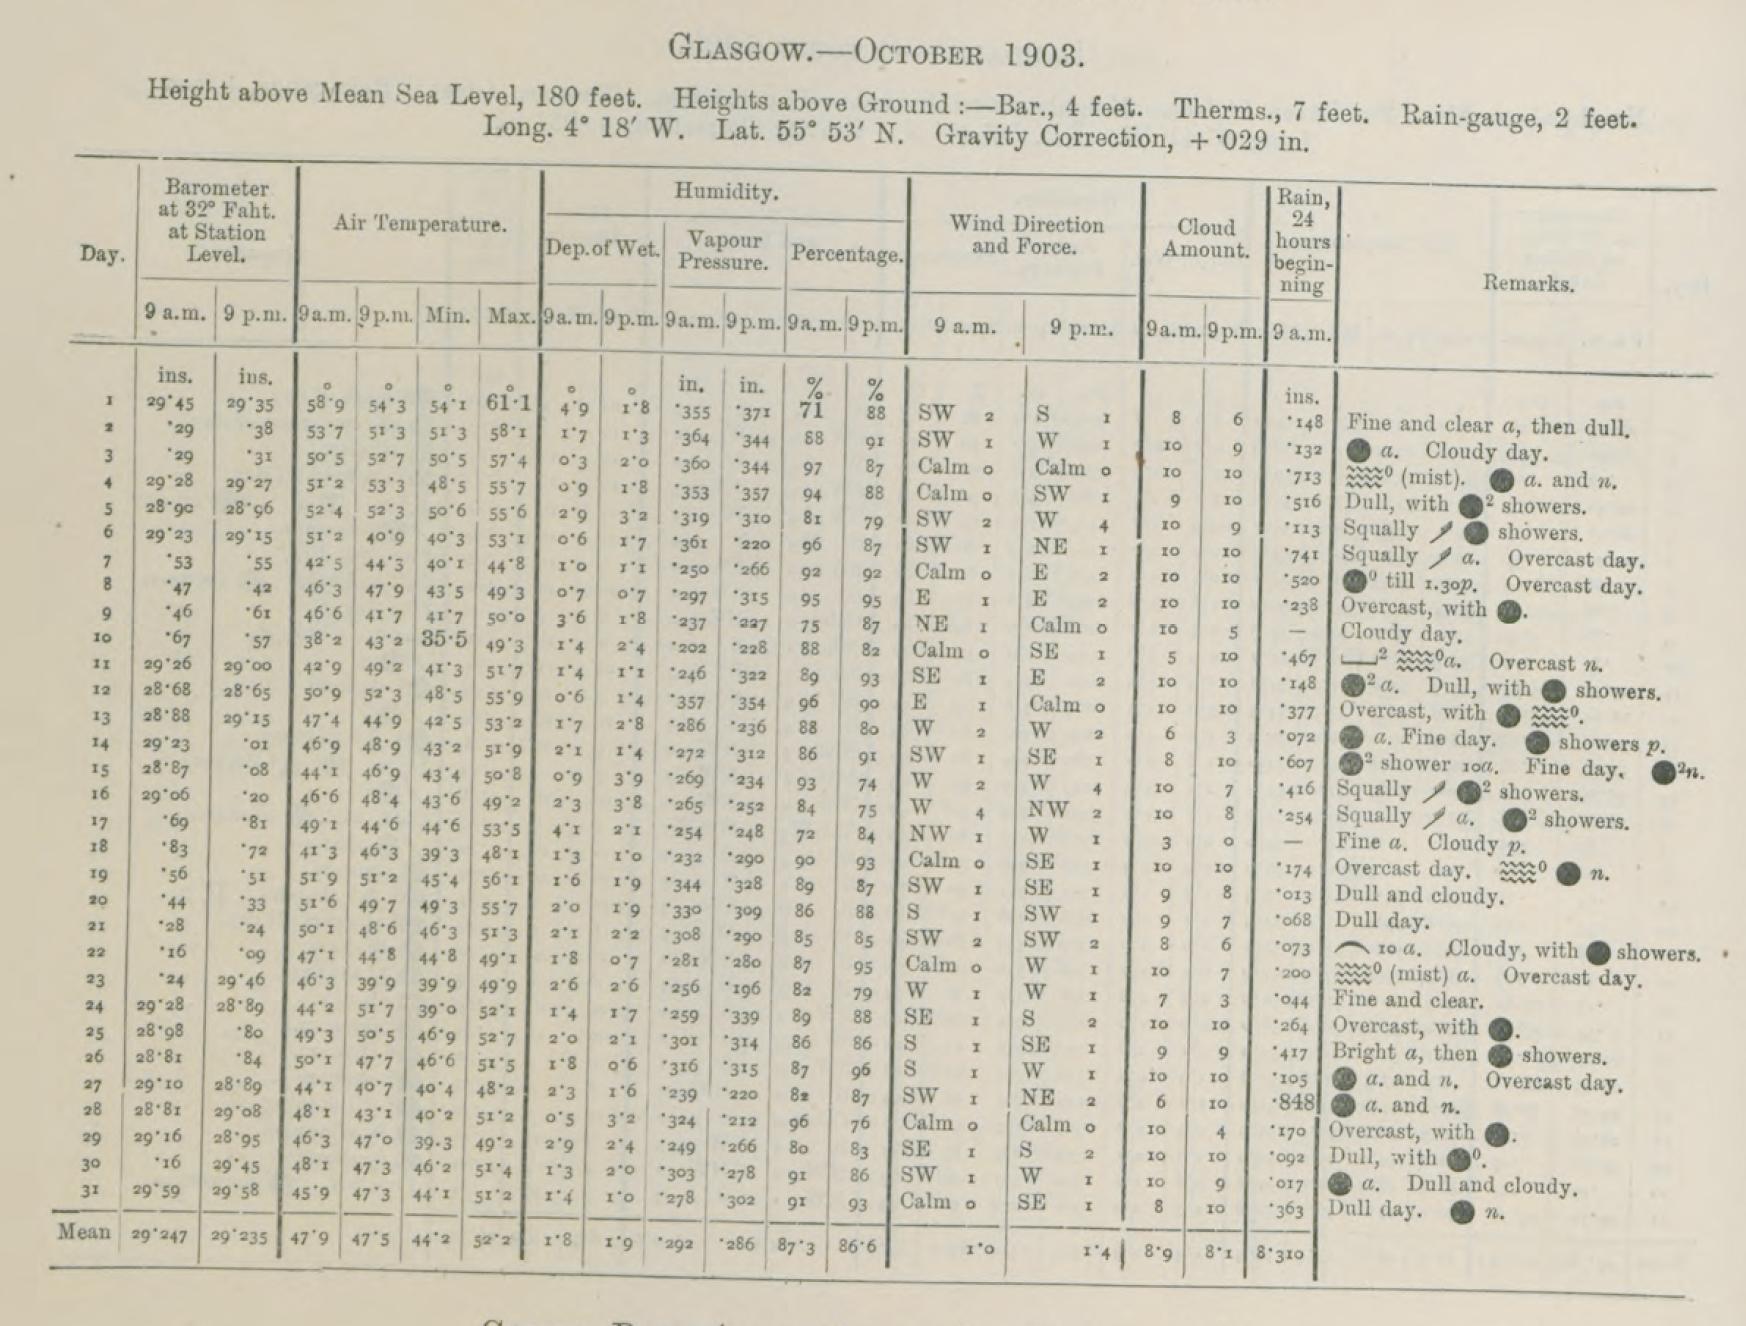 GLASGOW.—OCTOBER 1903.
Height above Mean Sea Level, 180 feet. Heights above Ground :—Bar., 4 feet. Therms., 7 feet. Rain-gauge, 2 feet.
Long. 4° 18′ W. Lat. 55° 53′ N. Gravity Correction, + ·029 in.
Day. Barometer at 32° Faht. at Station Level. Air Temperature. Humidity. Wind Direction and Force. Cloud Amount. Rain, 24 hours beginning Remarks.
Dep. of Wet. Vapour Pressure. Percentage.
9 a.m. 9 p.m. 9 a.m. 9 p.m. Min. Max. 9 a.m. 9 p.m. 9 a.m. 9 p.m. 9 a.m. 9 p.m. 9 a.m. 9 p.m. 9 a.m. 9 p.m. 9 a.m.
ins. ins. ° ° ° ° ° ° in. in. % % ins.
1 29·45 29·35 58·9 54·3 54·1 61·1 4·9 1·8 ·355 ·371 71 88 SW 2 S 1 8 6 ·148 Fine and clear a, then dull.
2 ·29 ·38 53·7 51·3 51·3 58·1 1·7 1·3 ·364 ·344 88 91 SW 1 W 1 10 9 ·132 ● a. Cloudy day.
3 ·29 ·31 50·5 52·7 50·5 57·4 0·3 2·0 ·360 ·344 97 87 Calm 0 Calm 0 10 10 ·713 0 (mist). ● a. and n.
4 29·28 29·27 51·2 53·3 48·5 55·7 0·9 1·8 ·353 ·357 94 88 Calm 0 SW 1 9 10 ·516 Dull, with ●2 showers.
5 28·90 28·96 52·4 52·3 50·6 55·6 2·9 3·2 ·319 ·310 81 79 SW 2 W 4 10 9 ·113 Squally ● showers.
6 29·23 29·15 51·2 40·9 40·3 53·1 0·6 1·7 ·361 ·220 96 87 SW 1 NE 1 10 10 ·741 Squally a. Overcast day.
7 ·53 ·55 42·5 44·3 40·1 44·8 1·0 1·1 ·250 ·266 92 92 Calm 0 E 2 10 10 ·520 ●0 till 1.30p. Overcast day.
8 ·47 ·42 46·3 47·9 43·5 49·3 0·7 0·7 ·297 ·315 95 95 E 1 E 2 10 10 ·238 Overcast, with ●.
9 ·46 ·61 46·6 41·7 41·7 50·0 3·6 1·8 ·237 ·227 75 87 NE 1 Calm 0 10 5 — Cloudy day.
10 ·67 ·57 38·2 43·2 35·5 49·3 1·4 2·4 ·202 ·228 88 82 Calm 0 SE 1 5 10 ·467 2 0 a. Overcast n.
11 29·26 29·00 42·9 49·2 41·3 51·7 1·4 1·1 ·246 ·322 89 93 SE 1 E 2 10 10 ·148 ●2 a. Dull, with ● showers.
12 28·68 28·65 50·9 52·3 48·5 55·9 0·6 1·4 ·357 ·354 96 90 E 1 Calm 0 10 10 ·377 Overcast, with ● 0.
13 28·88 29·15 47·4 44·9 42·5 53·2 1·7 2·8 ·286 ·236 88 80 W 2 W 2 6 3 ·072 ● a. Fine day. ● showers p.
14 29·23 ·01 46·9 48·9 43·2 51·9 2·1 1·4 ·272 ·312 86 91 SW 1 SE 1 8 10 ·607 ●2 shower 10a. Fine day. ●2n.
15 28·87 ·08 44·1 46·9 43·4 50·8 0·9 3·9 ·269 ·234 93 74 W 2 W 4 10 7 ·416 Squally ●2 showers.
16 29·06 ·20 46·6 48·4 43·6 49·2 2·3 3·8 ·265 ·252 84 75 W 4 NW 2 10 8 ·254 Squally a. ●2 showers.
17 ·69 ·81 49·1 44·6 44·6 53·5 4·1 2·1 ·254 ·248 72 84 NW 1 W 1 3 0 — Fine a. Cloudy p.
18 ·83 ·72 41·3 46·3 39·3 48·1 1·3 1·0 ·232 ·290 90 93 Calm 0 SE 1 10 10 ·174 Overcast day. 0 ● n.
19 ·56 ·51 51·9 51·2 45·4 56·1 1·6 1·9 ·344 ·328 89 87 SW 1 SE 1 9 8 ·013 Dull and cloudy.
20 ·44 ·33 51·6 49·7 49·3 55·7 2·0 1·9 ·330 ·309 86 88 S 1 SW 1 9 7 ·068 Dull day.
21 ·28 ·24 50·1 48·6 46·3 51·3 2·1 2·2 ·308 ·290 85 85 SW 2 SW 2 8 6 ·073 10 a. Cloudy, with ● showers.
22 ·16 ·09 47·1 44·8 44·8 49·1 1·8 0·7 ·281 ·280 87 95 Calm 0 W 1 10 7 ·200 0 (mist) a. Overcast day.
23 ·24 29·46 46·3 39·9 39·9 49·9 2·6 2·6 ·256 ·196 82 79 W 1 W 1 7 3 ·044 Fine and clear.
24 29·28 28·89 44·2 51·7 39·0 52·1 1·4 1·7 ·259 ·339 89 88 SE 1 S 2 10 10 ·264 Overcast, with ●.
25 28·98 ·80 49·3 50·5 46·9 52·7 2·0 2·1 ·301 ·314 86 86 S 1 SE 1 9 9 ·417 Bright a, then ● showers.
26 28·81 ·84 50·1 47·7 46·6 51·5 1·8 0·6 ·316 ·315 87 96 S 1 W 1 10 10 ·105 ● a. and n. Overcast day.
27 29·10 28·89 44·1 40·7 40·4 48·2 2·3 1·6 ·239 ·220 82 87 SW 1 NE 2 6 10 ·848 ● a. and n.
28 28·81 29·08 48·1 43·1 40·2 51·2 0·5 3·2 ·324 ·212 96 76 Calm 0 Calm 0 10 4 ·170 Overcast, with ●.
29 29·16 28·95 46·3 47·0 39·3 49·2 2·9 2·4 ·249 ·266 80 83 SE 1 S 2 10 10 ·092 Dull, with ●0.
30 ·16 29·45 48·1 47·3 46·2 51·4 1·3 2·0 ·303 ·278 91 86 SW 1 W 1 10 9 ·017 ● a. Dull and cloudy.
31 29·59 29·58 45·9 47·3 44·1 51·2 1·4 1·0 ·278 ·302 91 93 Calm 0 SE 1 8 10 ·363 Dull day. ● n.
Mean 29·247 29·235 47·9 47·5 44·2 52·2 1·8 1·9 ·292 ·286 87·3 86·6 1·0 1·4 8·9 8·1 8·310